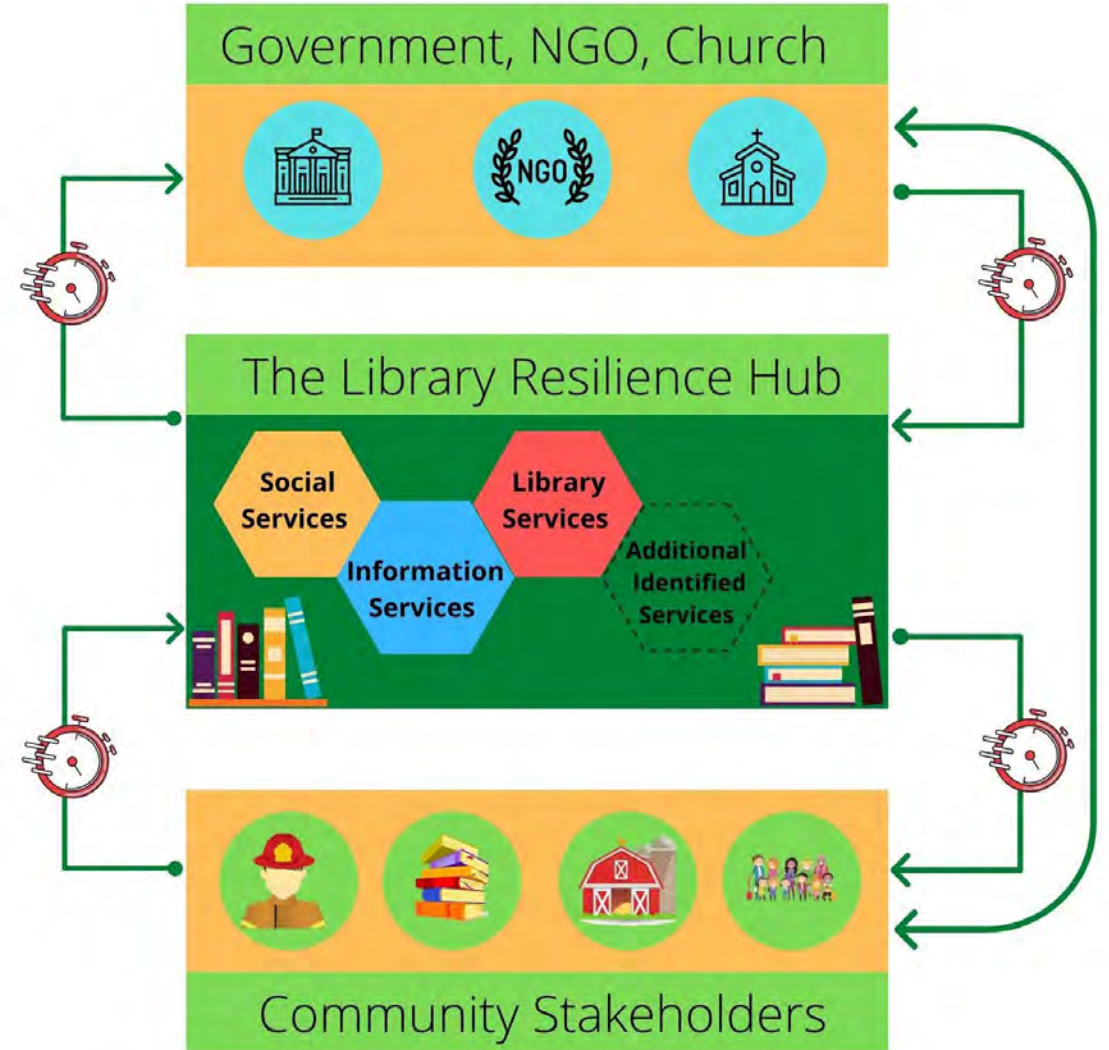 Government, NGO, Church
NGO
The Library Resilience Hub
Social
Services
Information
Services
Library
Services
Additional
Identified
Services
Community Stakeholders